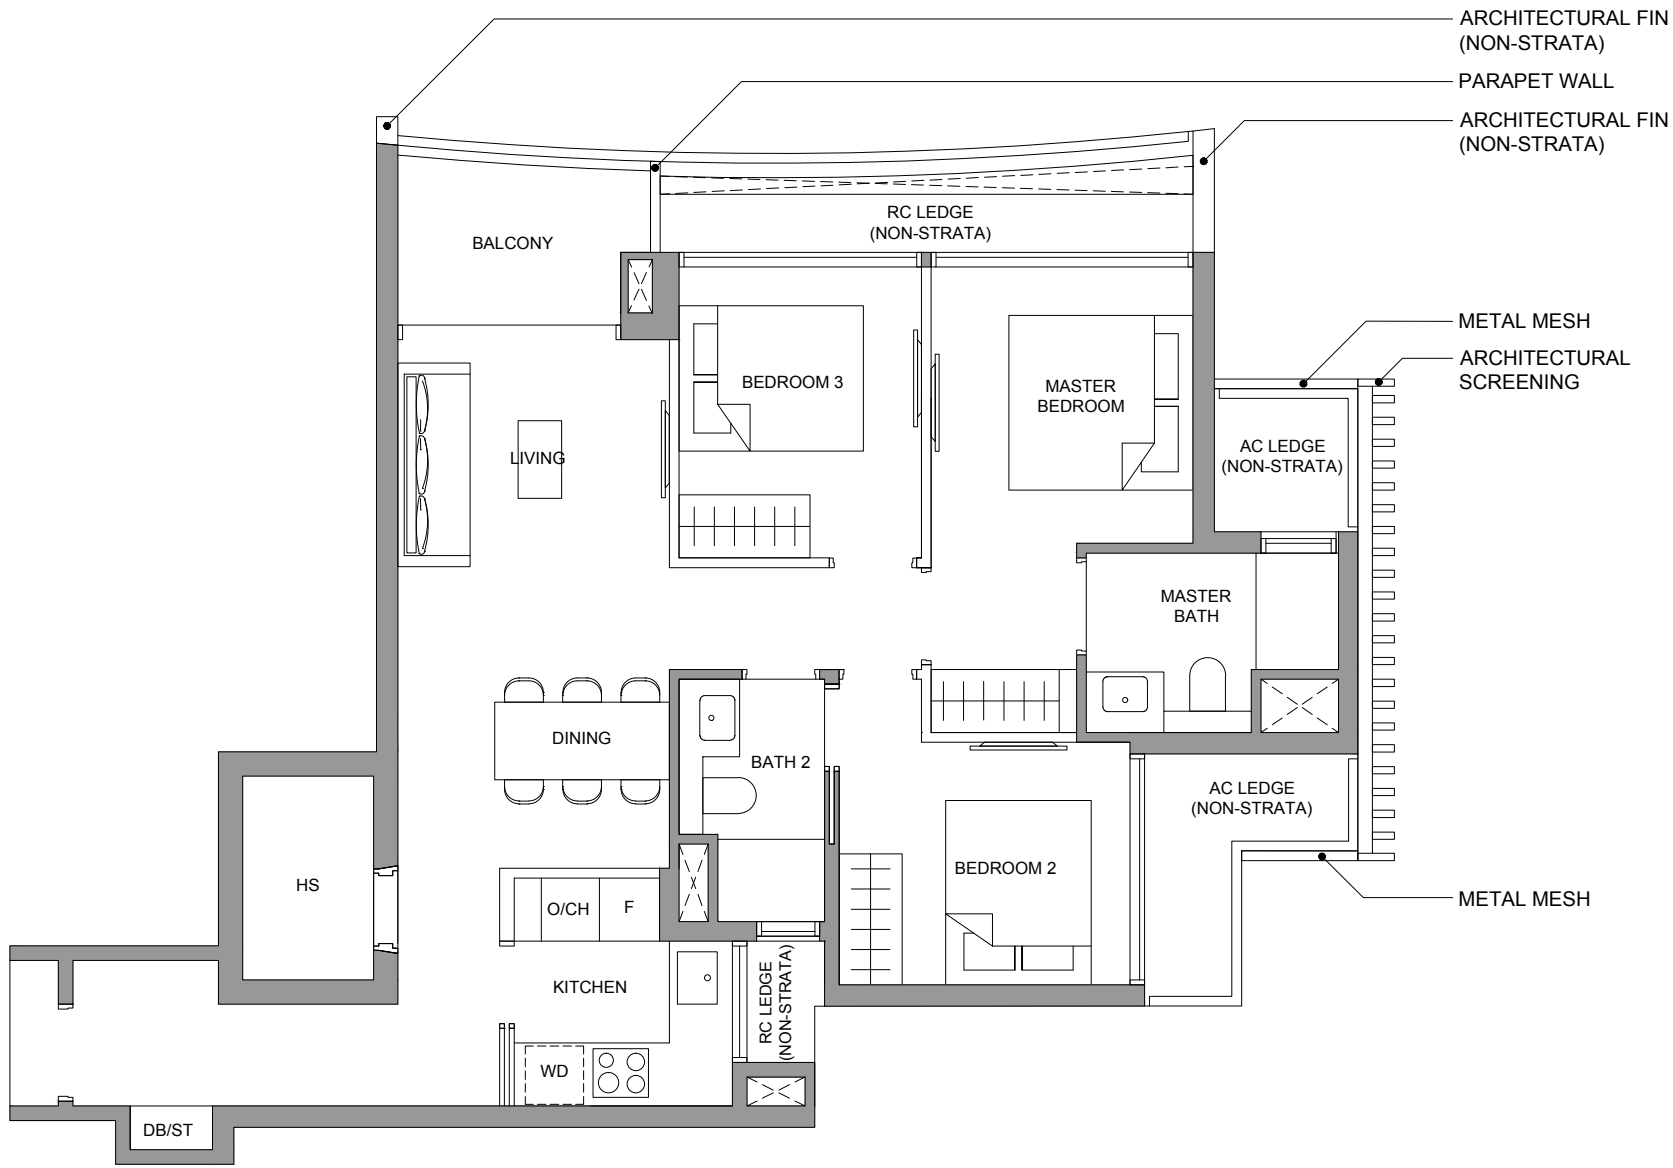 ARCHITECTURAL FIN
(NON-STRATA)
PARAPET WALL
ARCHITECTURAL FIN
(NON-STRATA)
RC LEDGE
(NON-STRATA)
BALCONY
METAL MESH
ARCHITECTURAL
SCREENING
BEDROOM 3
MASTER
BEDROOM
AC LEDGE
(NON-STRATA)
LIVING
MASTER
BATH
DINING
BATH 2
AC LEDGE
(NON-STRATA)
BEDROOM 2
HS
O/CH
F
METAL MESH
KITCHEN
RC LEDGE
(NON-STRATA)
WD
DB/ST